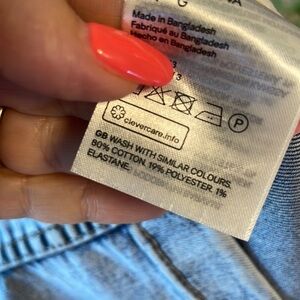 Made in Bangladesh
Fabriqué au Bangladesh
Hecho en Bangladesh
3
P
clevercare.info
GB WASH WITH SIMILAR COLOURS.
80% COTTON, 19% POLYESTER, 1%
ELASTANE.